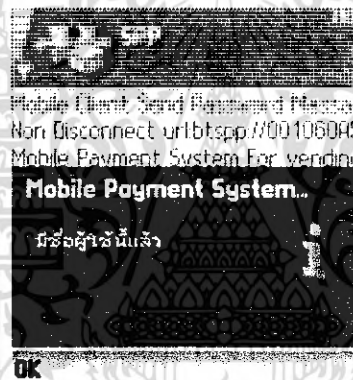 spp
Mobile Client Send Password Messa
Non Disconnect url:btspp://001060A
Mobile Payment System For vending
Mobile Payment System...
มีชื่อผู้ใช้นี้แล้ว
OK